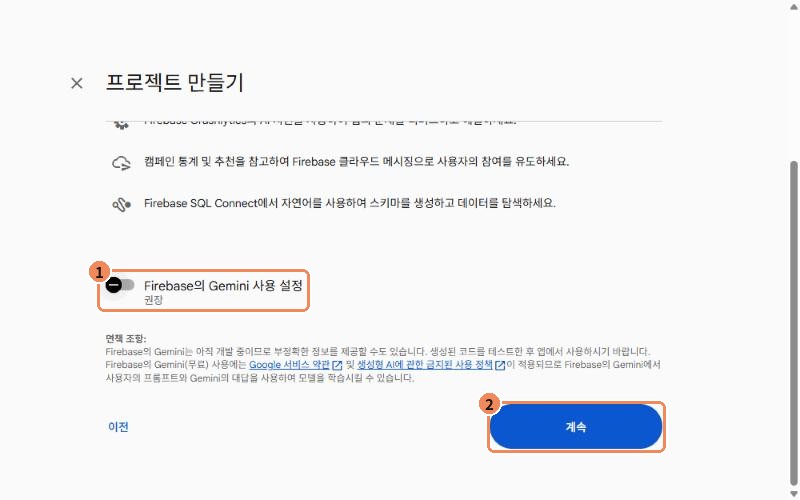 프로젝트 만들기
캠페인 통계 및 추천을 참고하여 Firebase 클라우드 메시징으로 사용자의 참여를 유도하세요.
Firebase SQL Connect에서 자연어를 사용하여 스키마를 생성하고 데이터를 탐색하세요.
1
Firebase의 Gemini 사용 설정
권장
면책 조항:
Firebase의 Gemini는 아직 개발 중이므로 부정확한 정보를 제공할 수도 있습니다. 생성된 코드를 테스트한 후 앱에서 사용하시기 바랍니다.
Firebase의 Gemini(무료) 사용에는 Google 서비스 약관 및 생성형 AI에 관한 금지된 사용 정책이 적용되므로 Firebase의 Gemini에서
사용자의 프롬프트와 Gemini의 대답을 사용하여 모델을 학습시킬 수 있습니다.
2
이전
계속